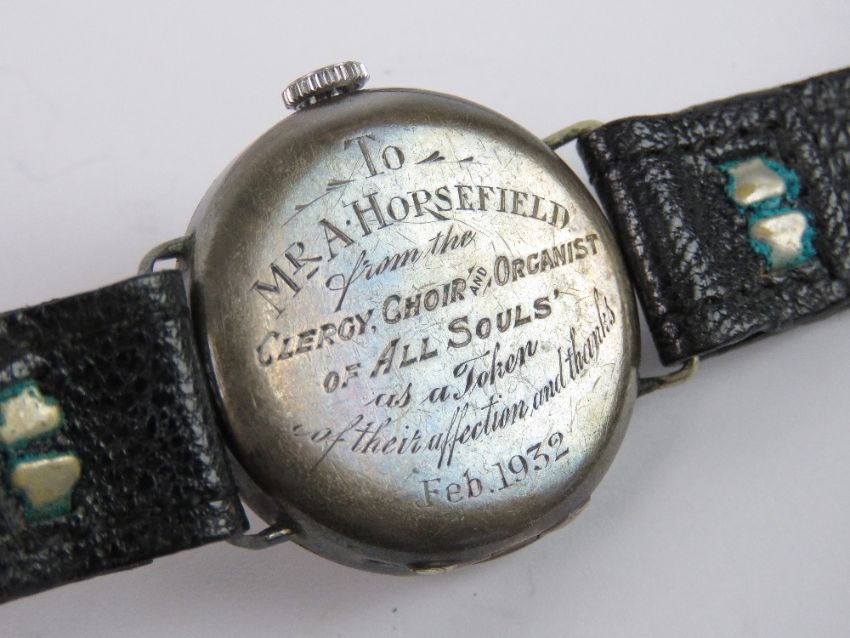 To
Mr. A. Horsefield
from the
Clergy, Choir, and Organist
of All Souls'
as a Token
of their affection, and thanks
Feb. 1932